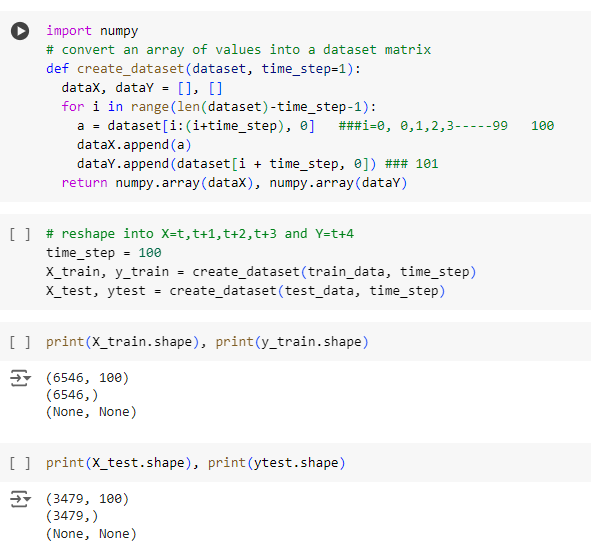 import numpy
# convert an array of values into a dataset matrix
def create_dataset(dataset, time_step=1):
  dataX, dataY = [], []
  for i in range(len(dataset)-time_step-1):
    a = dataset[i:(i+time_step), 0]   ###i=0, 0,1,2,3-----99   100
    dataX.append(a)
    dataY.append(dataset[i + time_step, 0]) ### 101
  return numpy.array(dataX), numpy.array(dataY)
[ ] # reshape into X=t,t+1,t+2,t+3 and Y=t+4
time_step = 100
X_train, y_train = create_dataset(train_data, time_step)
X_test, ytest = create_dataset(test_data, time_step)
[ ] print(X_train.shape), print(y_train.shape)
(6546, 100)
(6546,)
(None, None)
[ ] print(X_test.shape), print(ytest.shape)
(3479, 100)
(3479,)
(None, None)